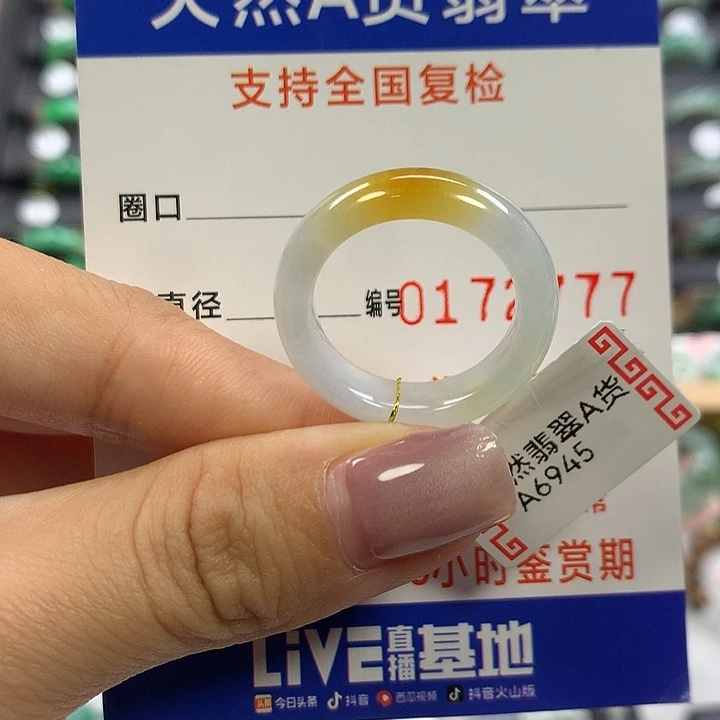 天然A货翡翠
支持全国复检
圈口
直径
编号
然翡翠A货
A6945
小时鉴赏期
LiVE直播基地
今日头条 抖音 西瓜视频 抖音火山版